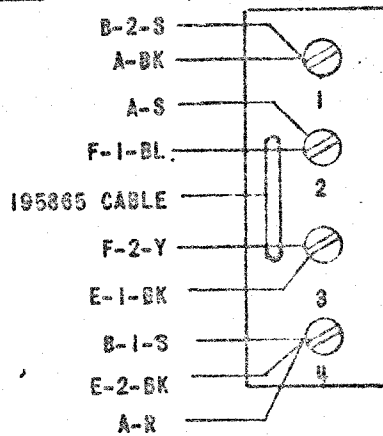 B-2-S
A-BK
A-S
1
F-1-BL
2
195865 CABLE
F-2-Y
E-1-BK
3
B-1-S
4
E-2-BK
A-R